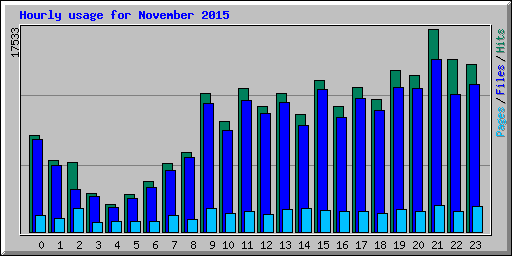 Hourly usage for November 2015
17533
Pages/Files/Hits
0 1 2 3 4 5 6 7 8 9 10 11 12 13 14 15 16 17 18 19 20 21 22 23